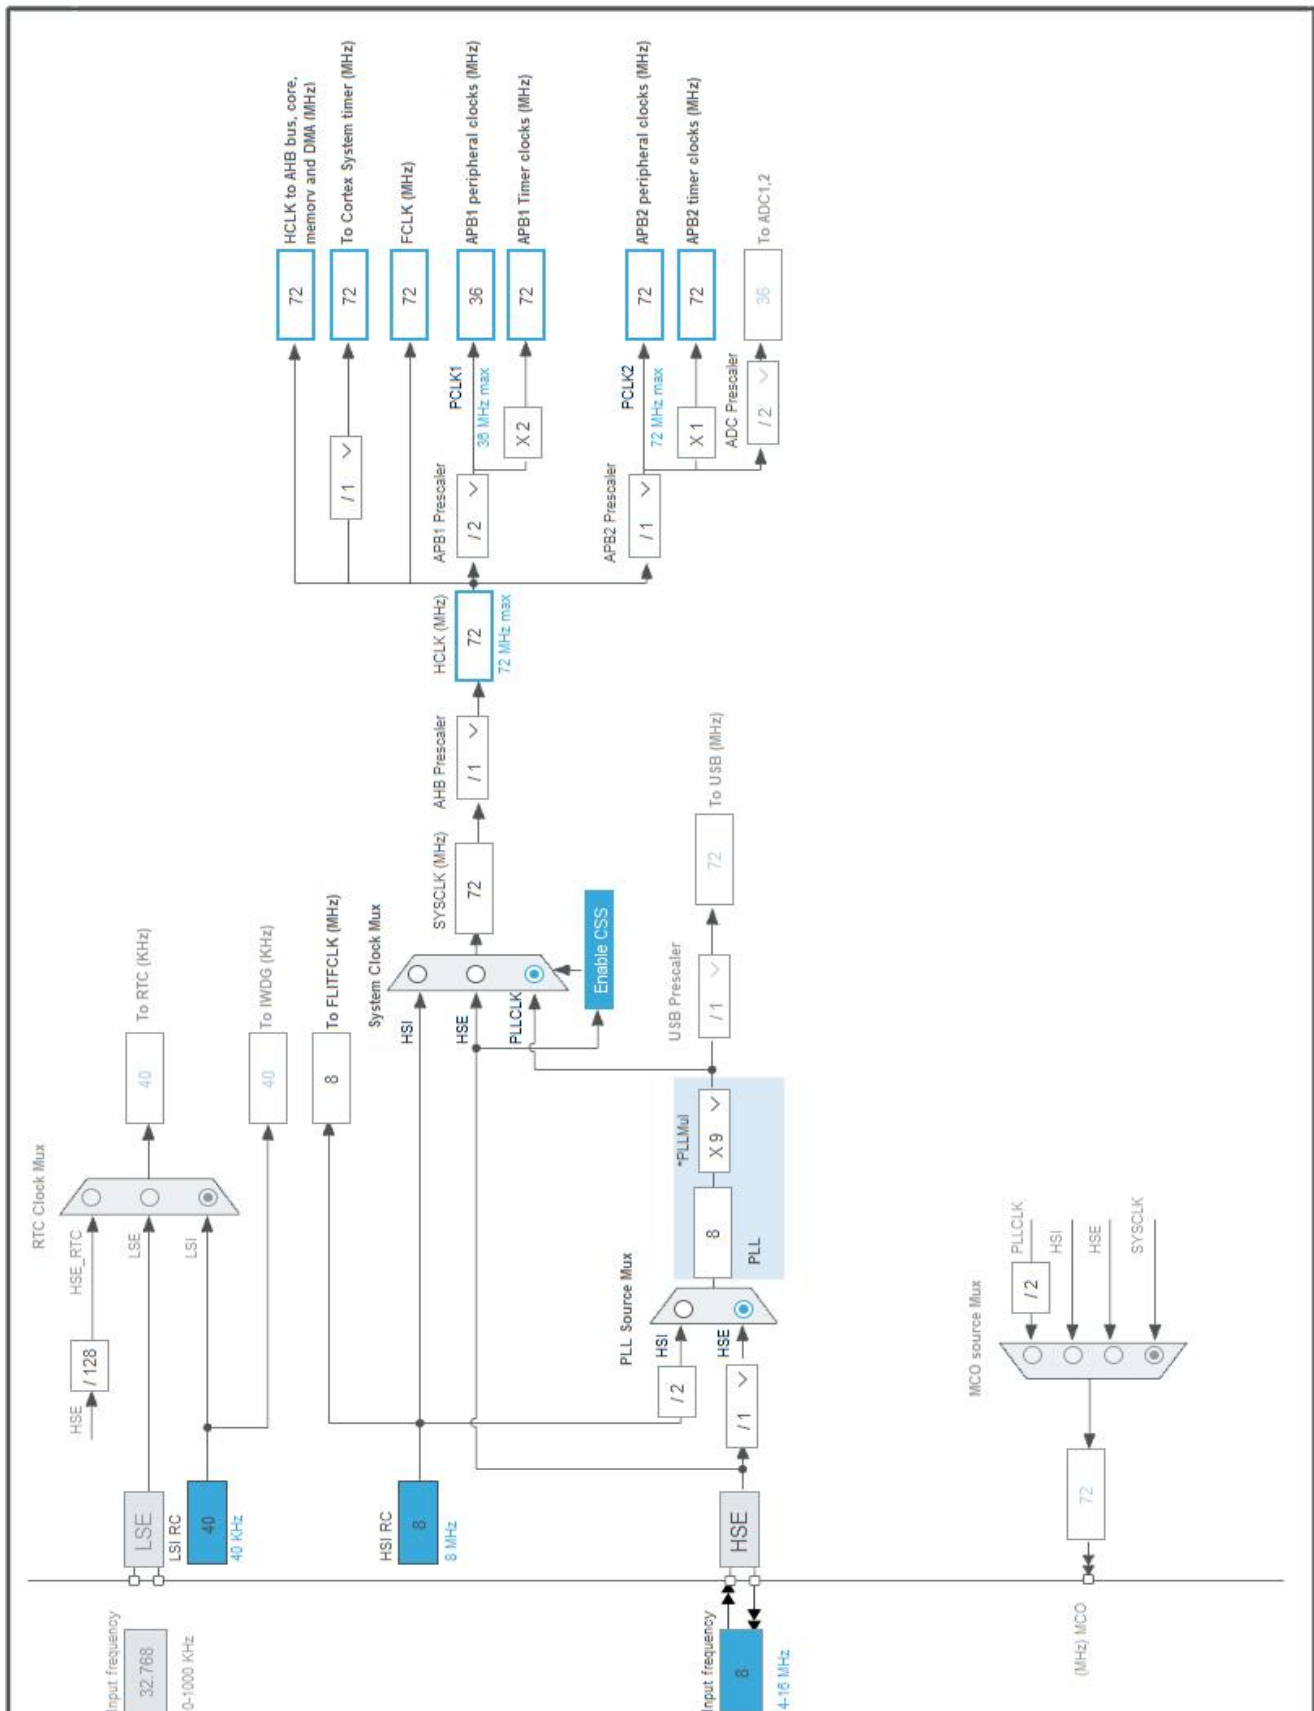 RTC Clock Mux
HSE
/ 128
HSE_RTC
Input frequency
32.768
0-1000 KHz
LSE
LSE
40
To RTC (KHz)
LSI RC
40
40 KHz
LSI
40
To IWDG (KHz)
8
To FLITFCLK (MHz)
HSI RC
8
8 MHz
System Clock Mux
HSI
HSE
PLLCLK
Enable CSS
SYSCLK (MHz)
72
AHB Prescaler
/ 1
HCLK (MHz)
72
72 MHz max
72
HCLK to AHB bus, core,
memory and DMA (MHz)
/ 1
72
To Cortex System timer (MHz)
72
FCLK (MHz)
APB1 Prescaler
/ 2
PCLK1
36 MHz max
36
APB1 peripheral clocks (MHz)
X 2
72
APB1 Timer clocks (MHz)
APB2 Prescaler
/ 1
PCLK2
72 MHz max
72
APB2 peripheral clocks (MHz)
X 1
72
APB2 timer clocks (MHz)
ADC Prescaler
/ 2
36
To ADC1,2
PLL Source Mux
/ 2
HSI
Input frequency
8
4-16 MHz
HSE
/ 1
HSE
8
*PLLMul
X 9
PLL
USB Prescaler
/ 1
72
To USB (MHz)
MCO source Mux
/ 2
PLLCLK
HSI
HSE
SYSCLK
72
(MHz) MCO